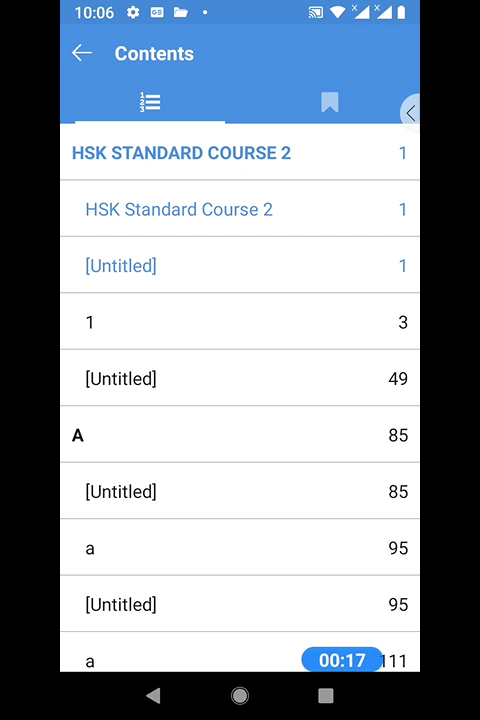 10:06
Contents
HSK STANDARD COURSE 2 1
HSK Standard Course 2 1
[Untitled] 1
1 3
[Untitled] 49
A 85
[Untitled] 85
a 95
[Untitled] 95
a 111
00:17